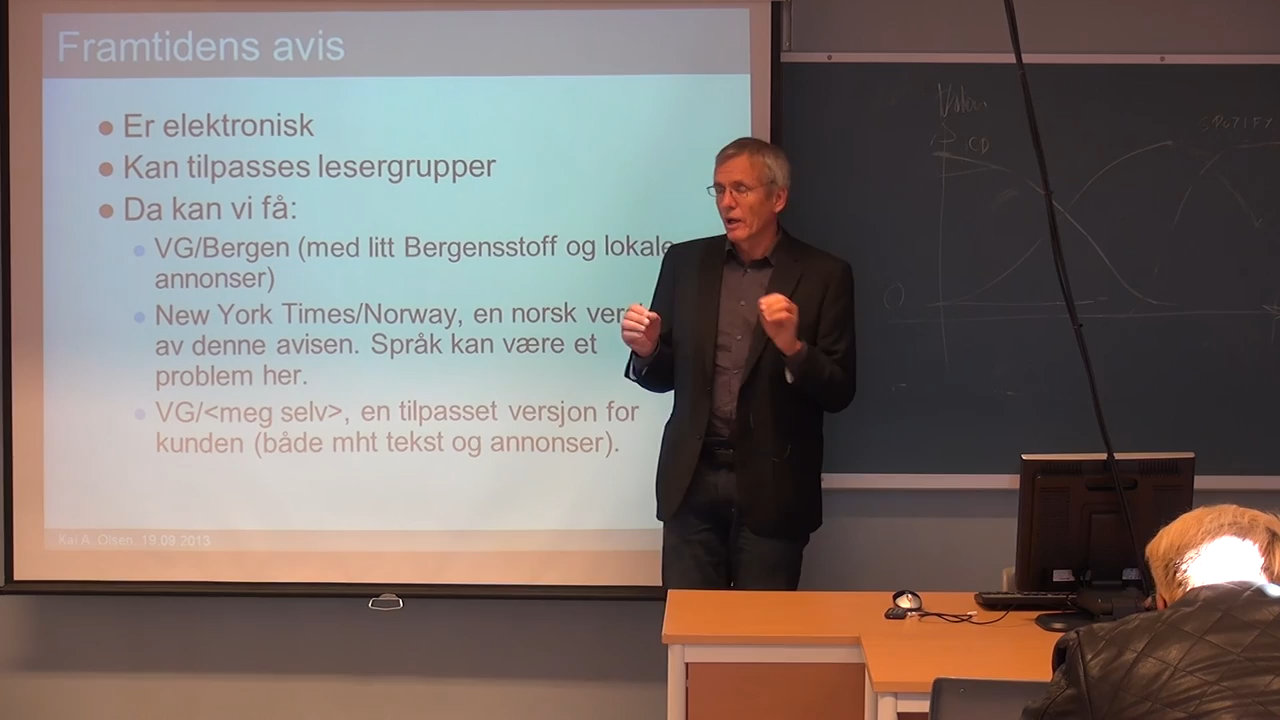 Framtidens avis
Er elektronisk
Kan tilpasses lesergrupper
Da kan vi få:
VG/Bergen (med litt Bergensstoff og lokale
annonser)
New York Times/Norway, en norsk
av denne avisen. Språk kan være et
problem her.
VG/<meg selv>, en tilpasset versjon for
kunden (både mht tekst og annonser).
Kai A. Olsen, 19.09.2013
CD
SPOTIFY